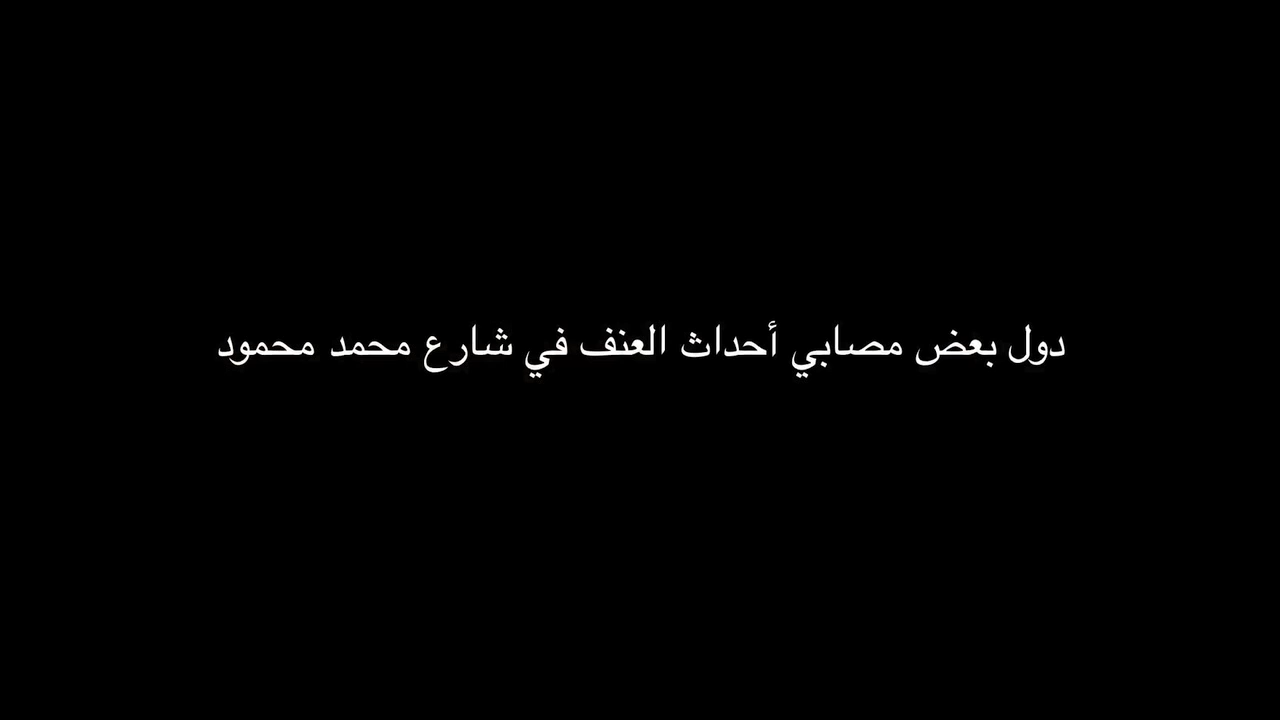 دول بعض مصابي أحداث العنف في شارع محمد محمود